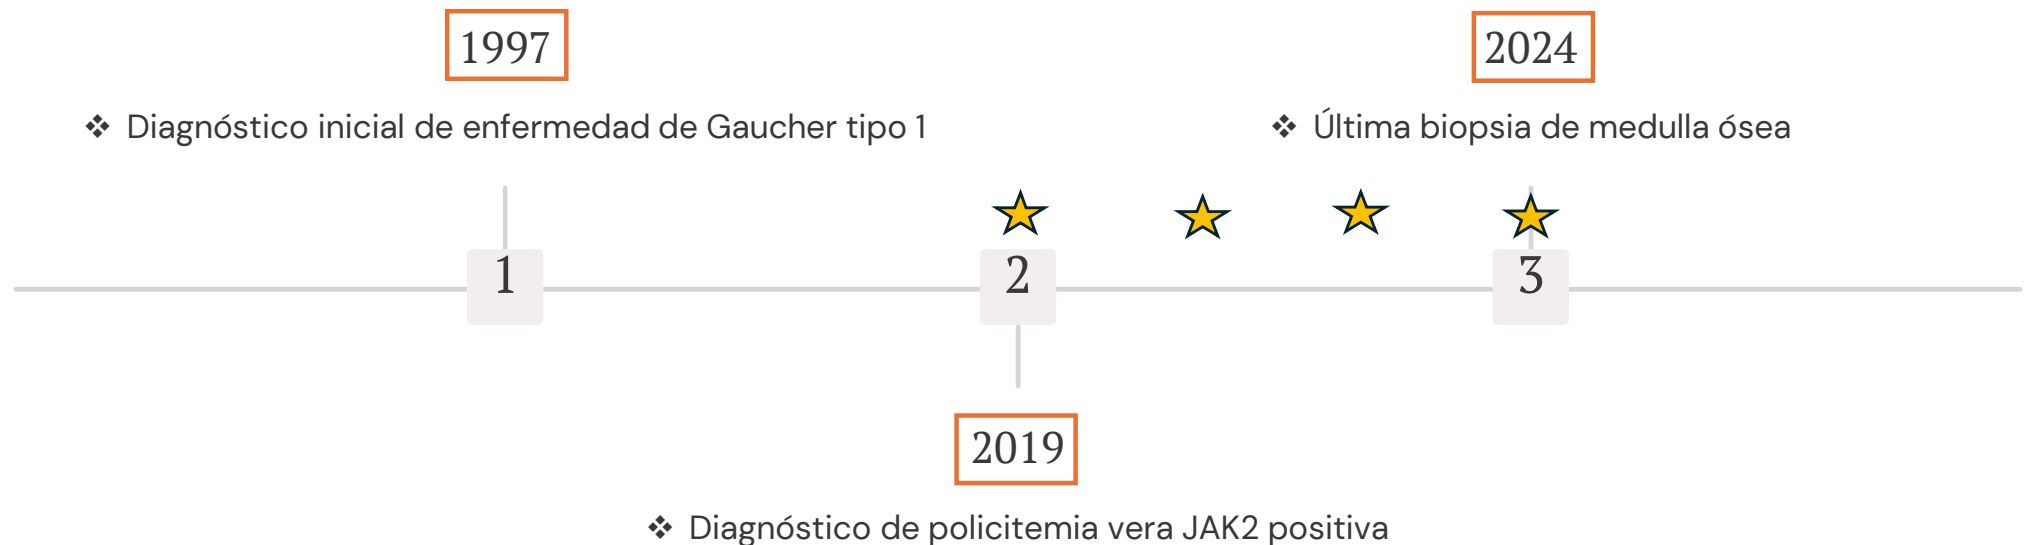 1997
❖ Diagnóstico inicial de enfermedad de Gaucher tipo 1
2024
❖ Última biopsia de medulla ósea
1
2
3
2019
❖ Diagnóstico de policitemia vera JAK2 positiva